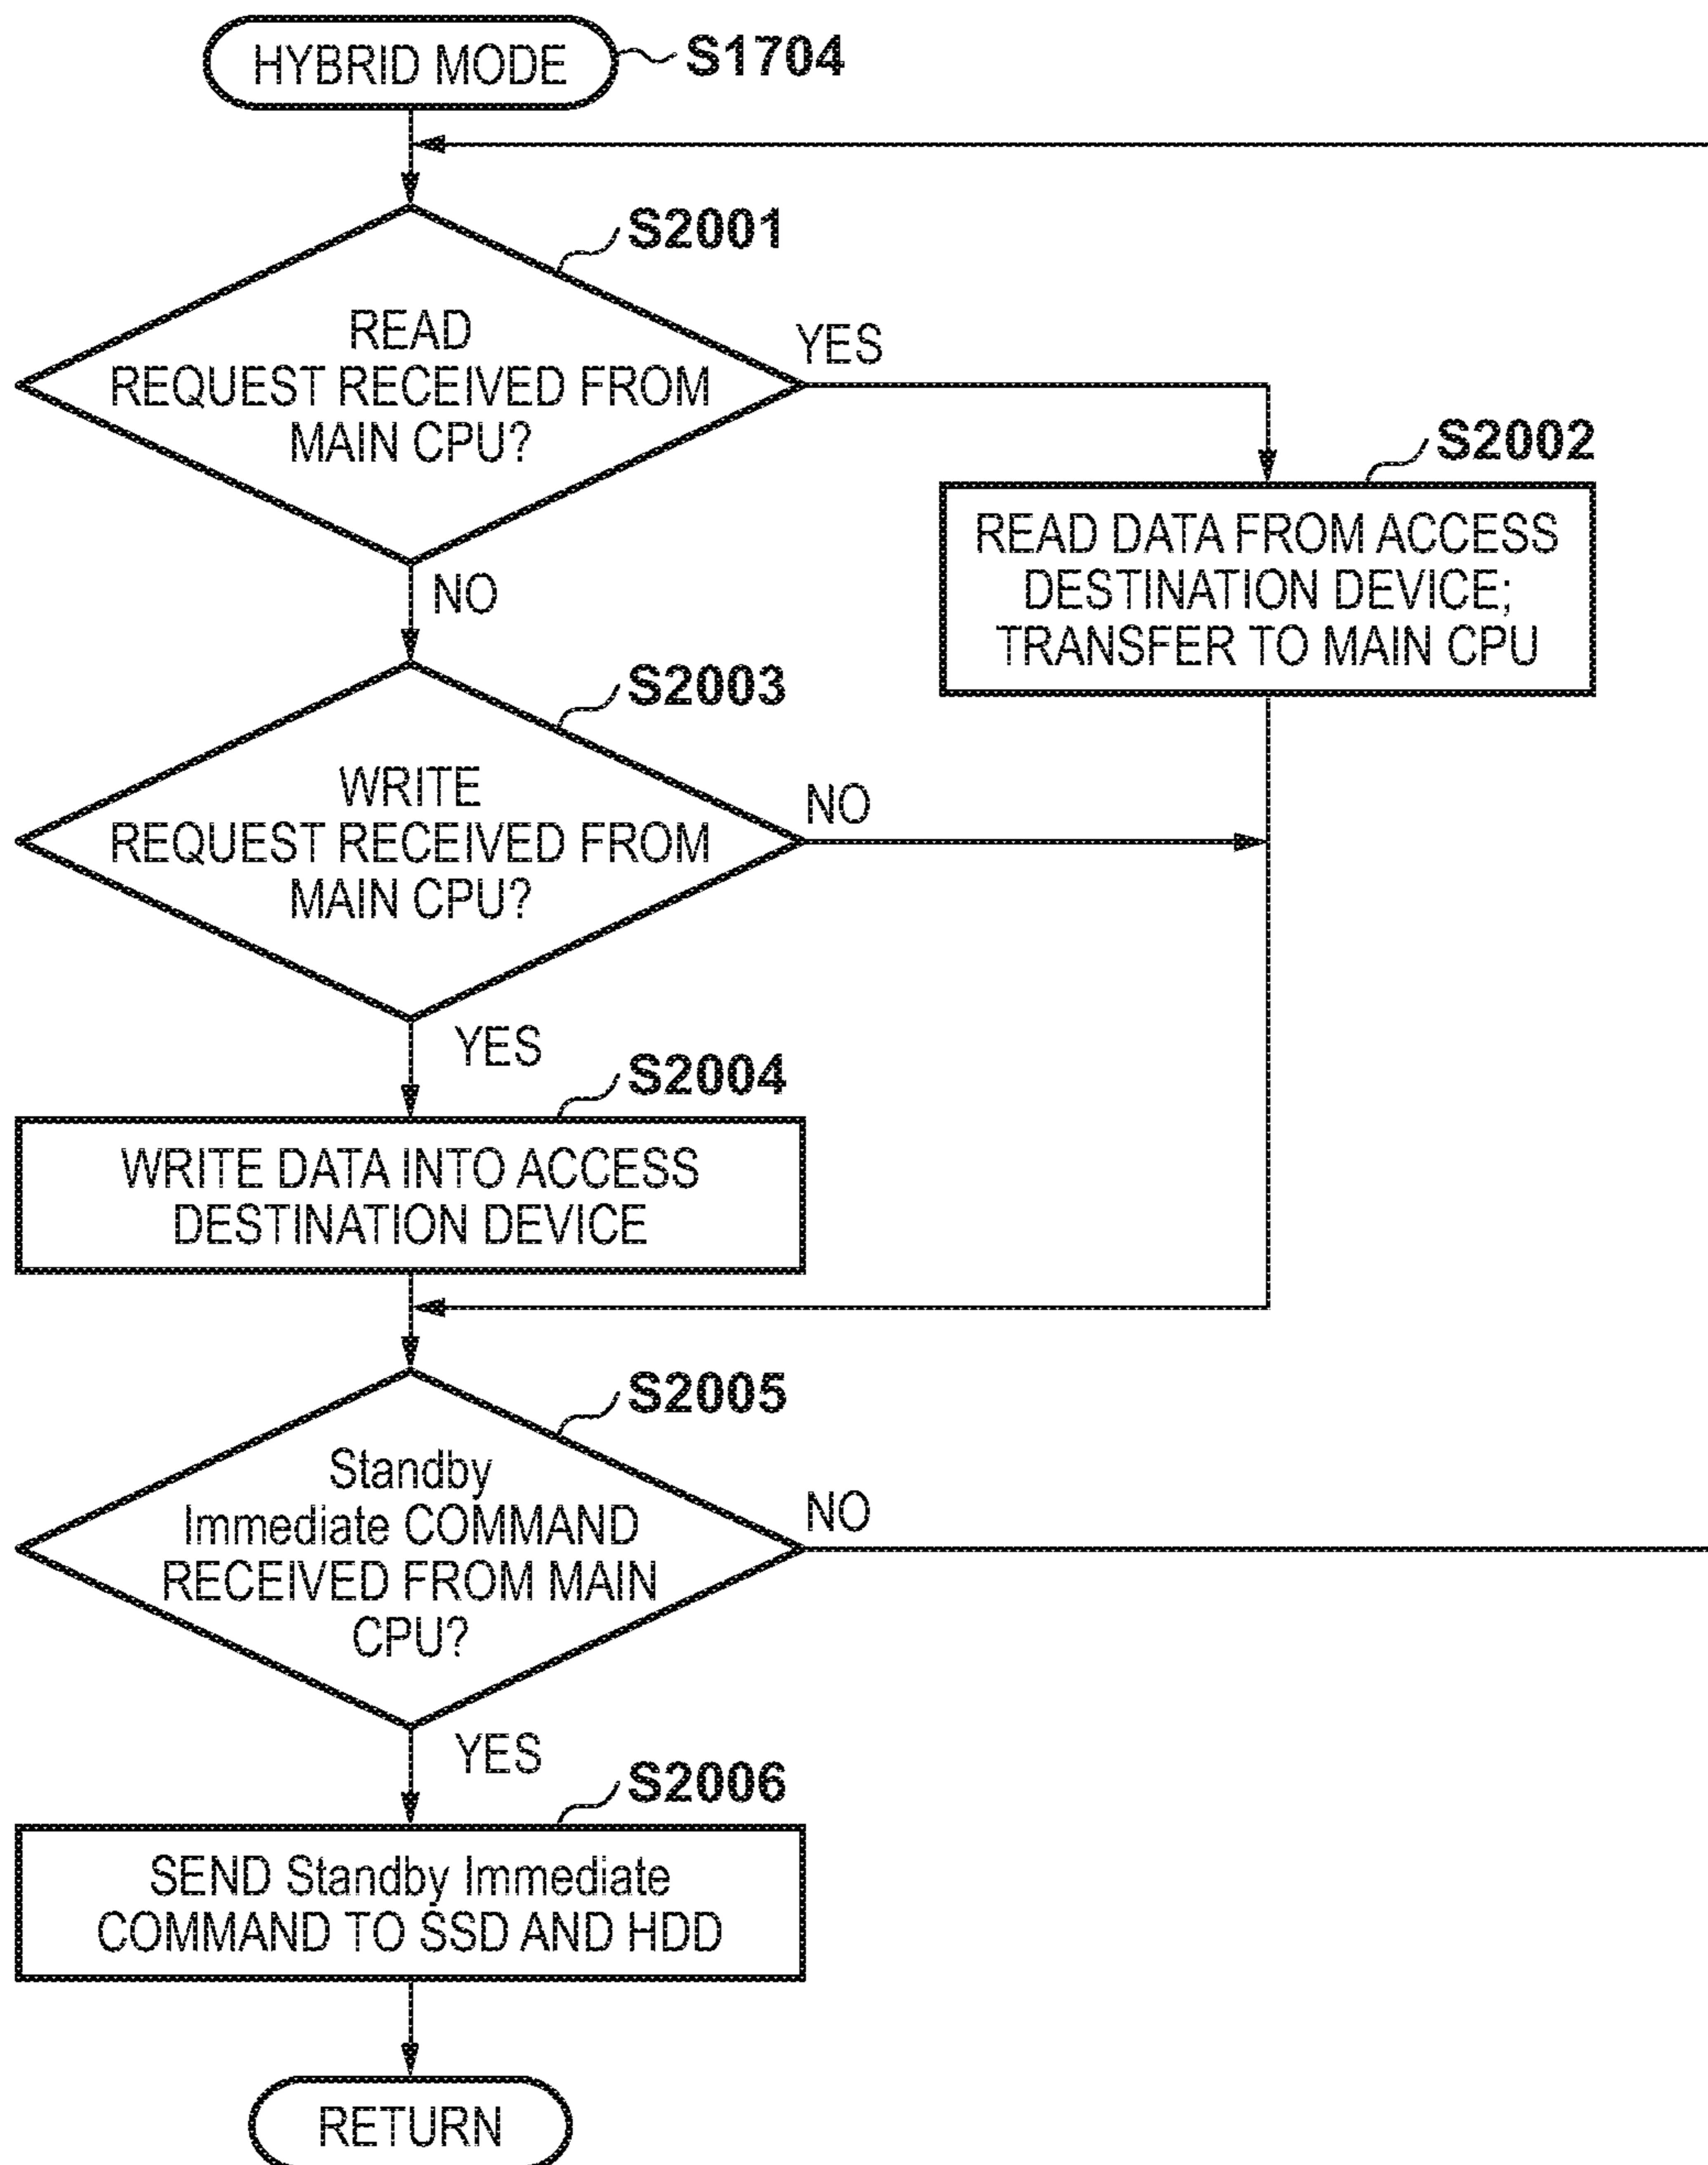 HYBRID MODE
S1704
S2001
READ
REQUEST RECEIVED FROM
MAIN CPU?
YES
NO
S2002
READ DATA FROM ACCESS
DESTINATION DEVICE;
TRANSFER TO MAIN CPU
S2003
WRITE
REQUEST RECEIVED FROM
MAIN CPU?
NO
YES
S2004
WRITE DATA INTO ACCESS
DESTINATION DEVICE
S2005
Standby
Immediate COMMAND
RECEIVED FROM MAIN
CPU?
NO
YES
S2006
SEND Standby Immediate
COMMAND TO SSD AND HDD
RETURN